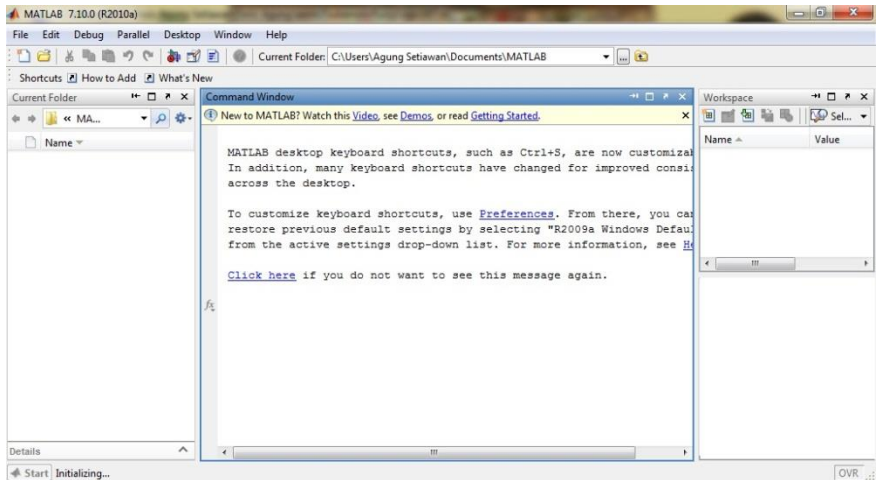 MATLAB 7.10.0 (R2010a)
File Edit Debug Parallel Desktop Window Help
Current Folder: C:\Users\Agung Setiawan\Documents\MATLAB
Shortcuts How to Add What's New
Current Folder
« MA...
Name
Details
Command Window
New to MATLAB? Watch this Video, see Demos, or read Getting Started.
MATLAB desktop keyboard shortcuts, such as Ctrl+S, are now customizab
In addition, many keyboard shortcuts have changed for improved consis
across the desktop.
To customize keyboard shortcuts, use Preferences. From there, you can
restore previous default settings by selecting "R2009a Windows Defaul
from the active settings drop-down list. For more information, see He
Click here if you do not want to see this message again.
fx
Workspace
Sel...
Name Value
Start Initializing...
OVR